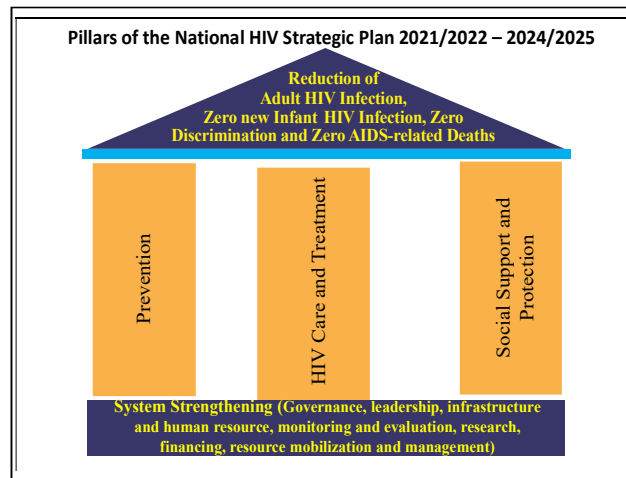 Pillars of the National HIV Strategic Plan 2021/2022 – 2024/2025
Reduction of
Adult HIV Infection,
Zero new Infant HIV Infection, Zero
Discrimination and Zero AIDS-related Deaths
Prevention
HIV Care and Treatment
Social Support and
Protection
System Strengthening (Governance, leadership, infrastructure
and human resource, monitoring and evaluation, research,
financing, resource mobilization and management)